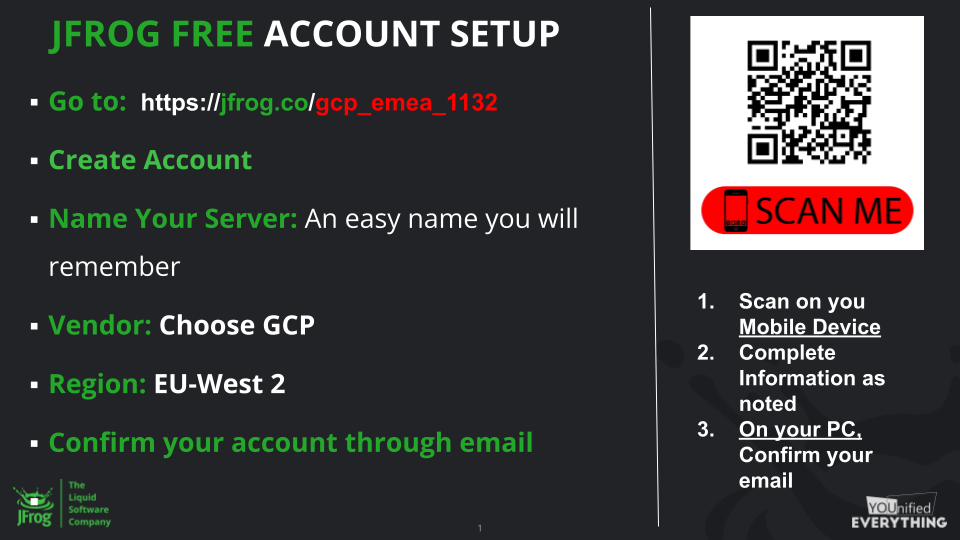 JFROG FREE ACCOUNT SETUP
▪ Go to: https://jfrog.co/gcp_emea_1132
▪ Create Account
▪ Name Your Server: An easy name you will
remember
▪ Vendor: Choose GCP
▪ Region: EU-West 2
▪ Confirm your account through email
SCAN ME
1. Scan on you
Mobile Device
2. Complete
Information as
noted
3. On your PC,
Confirm your
email
JFrog
The
Liquid
Software
Company
1
YOUnified
EVERYTHING